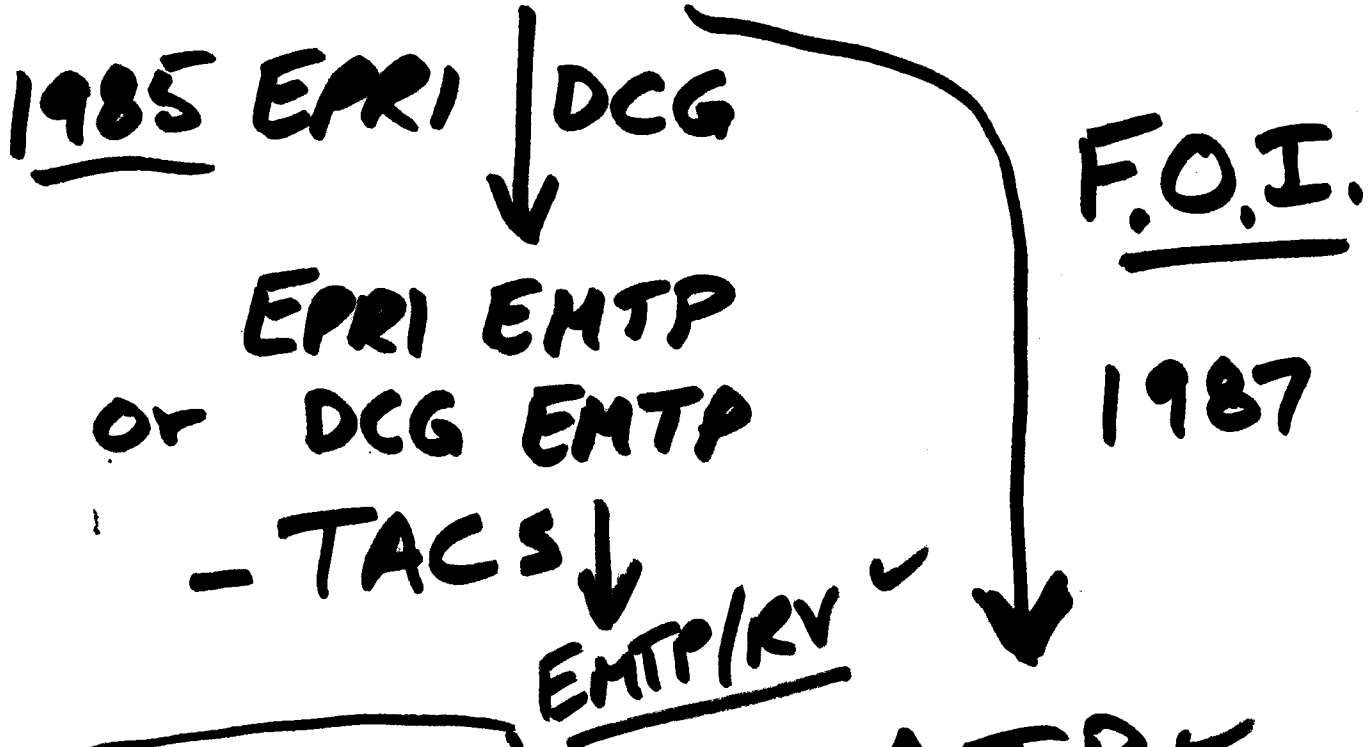 1985 EPRI DCG
F.O.I.
EPRI EMTP
or DCG EMTP
1987
- TACS
EMTP/RV ✓